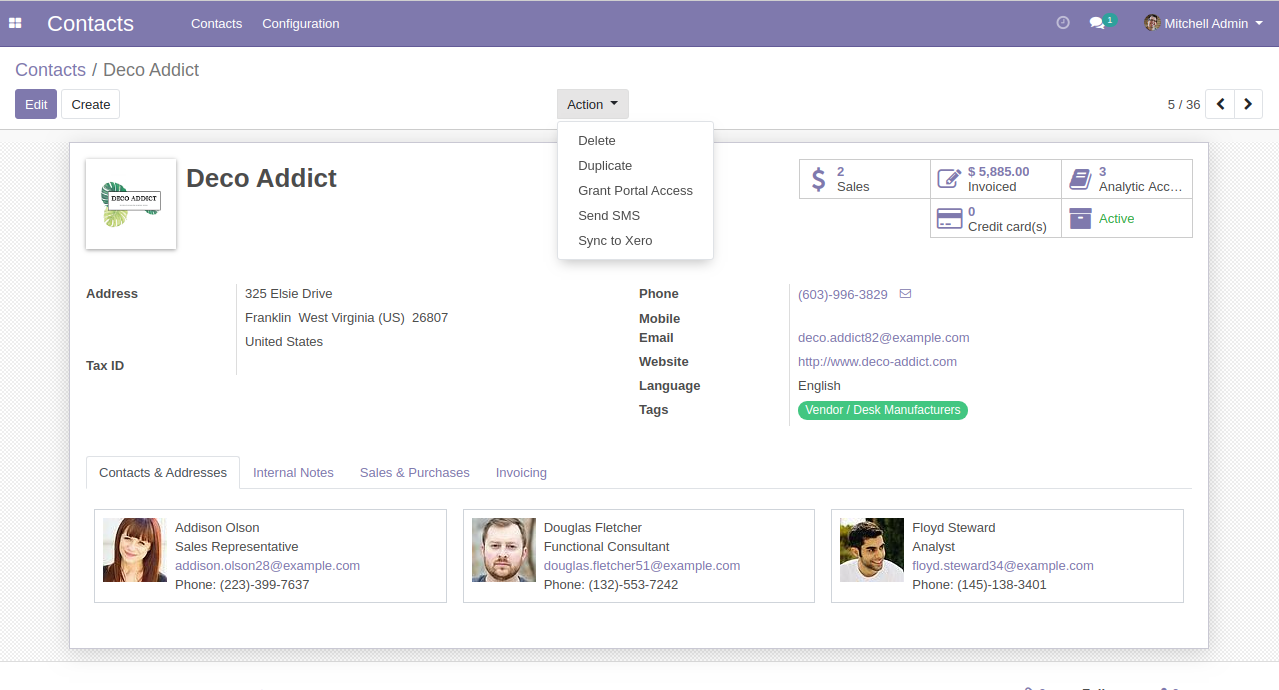 Contacts Contacts Configuration 1 Mitchell Admin
Contacts / Deco Addict
Edit Create Action 5 / 36
Delete
Duplicate
Grant Portal Access
Send SMS
Sync to Xero
DECO ADDICT
Deco Addict
2
Sales
$ 5,885.00
Invoiced
3
Analytic Acc...
0
Credit card(s)
Active
Address 325 Elsie Drive
Franklin West Virginia (US) 26807
United States
Tax ID
Phone (603)-996-3829
Mobile
Email deco.addict82@example.com
Website http://www.deco-addict.com
Language English
Tags Vendor / Desk Manufacturers
Contacts & Addresses Internal Notes Sales & Purchases Invoicing
Addison Olson
Sales Representative
addison.olson28@example.com
Phone: (223)-399-7637
Douglas Fletcher
Functional Consultant
douglas.fletcher51@example.com
Phone: (132)-553-7242
Floyd Steward
Analyst
floyd.steward34@example.com
Phone: (145)-138-3401